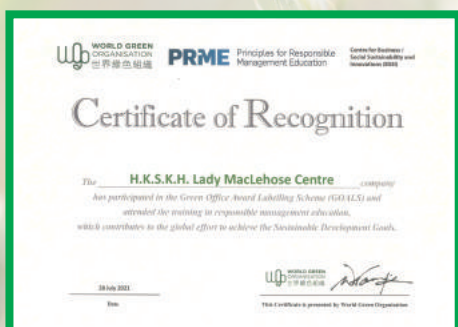 WORLD GREEN
ORGANISATION
世界綠色組織
PRME Principles for Responsible
Management Education
Centre for Business /
Social Sustainability and
Innovations (BSSI)
Certificate of Recognition
The H.K.S.K.H. Lady MacLehose Centre company
has participated in the Green Office Award Labelling Scheme (GOALS) and
attended the training in responsible management education,
which contributes to the global effort to achieve the Sustainable Development Goals.
WORLD GREEN
ORGANISATION
世界綠色組織
28 July 2021
Date
This Certificate is presented by World Green Organisation